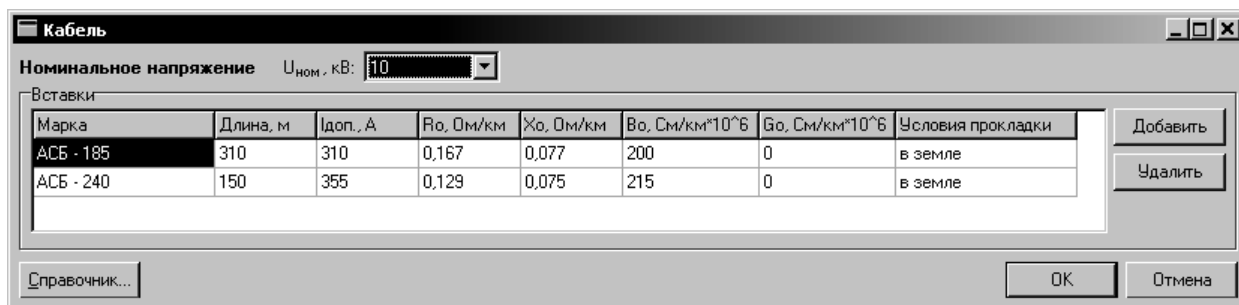 Кабель
Номинальное напряжение Uном, кВ: 10
Вставки
Марка Длина, м Iдоп., А Ro, Ом/км Xo, Ом/км Bo, См/км*10^6 Go, См/км*10^6 Условия прокладки
АСБ - 185 310 310 0,167 0,077 200 0 в земле
АСБ - 240 150 355 0,129 0,075 215 0 в земле
Добавить
Удалить
Справочник... OK Отмена